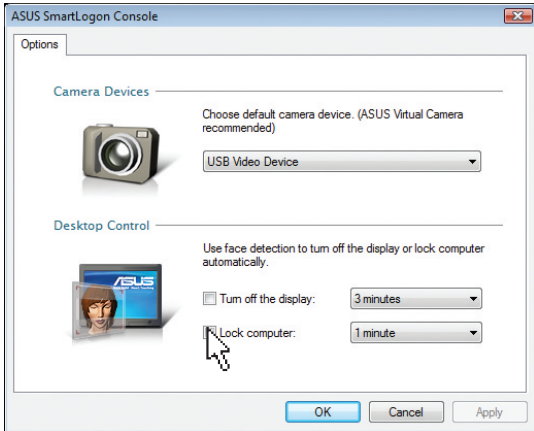 ASUS SmartLogon Console
Options
Camera Devices
Choose default camera device. (ASUS Virtual Camera
recommended)
USB Video Device
Desktop Control
Use face detection to turn off the display or lock computer
automatically.
ASUS
Turn off the display: 3 minutes
Lock computer: 1 minute
OK Cancel Apply